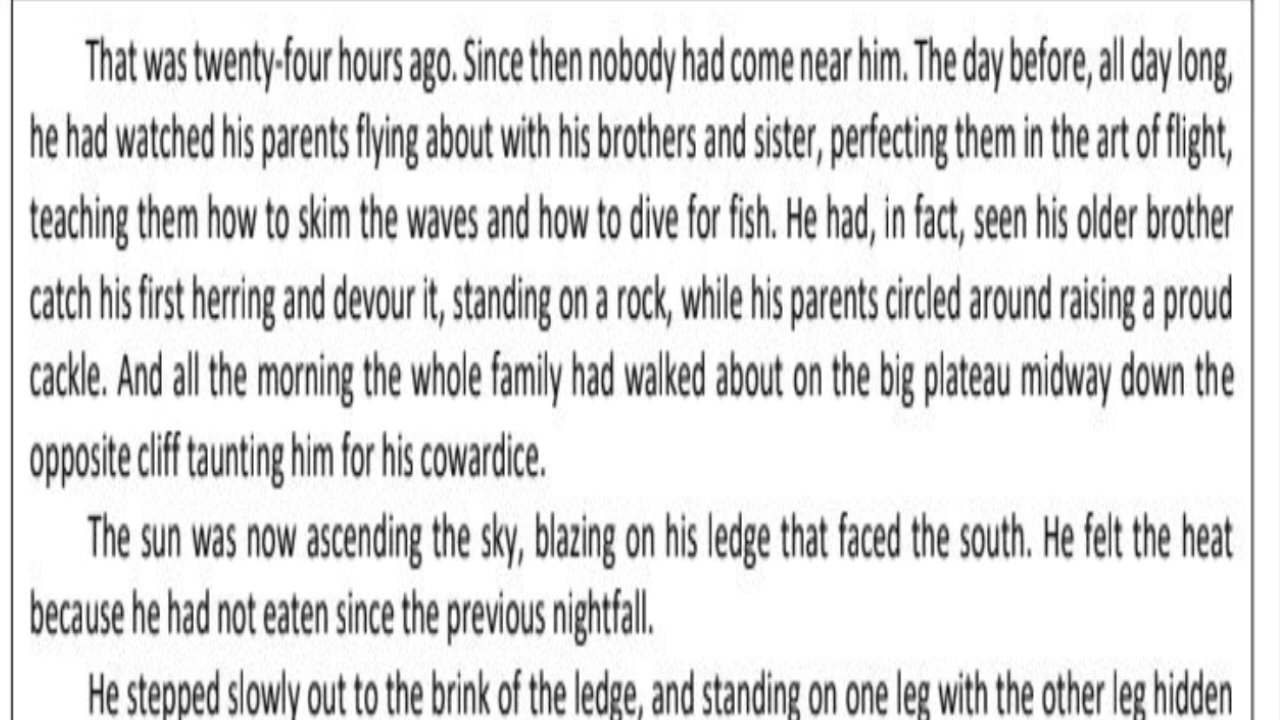 That was twenty-four hours ago. Since then nobody had come near him. The day before, all day long,
he had watched his parents flying about with his brothers and sister, perfecting them in the art of flight,
teaching them how to skim the waves and how to dive for fish. He had, in fact, seen his older brother
catch his first herring and devour it, standing on a rock, while his parents circled around raising a proud
cackle. And all the morning the whole family had walked about on the big plateau midway down the
opposite cliff taunting him for his cowardice.
The sun was now ascending the sky, blazing on his ledge that faced the south. He felt the heat
because he had not eaten since the previous nightfall.
He stepped slowly out to the brink of the ledge, and standing on one leg with the other leg hidden